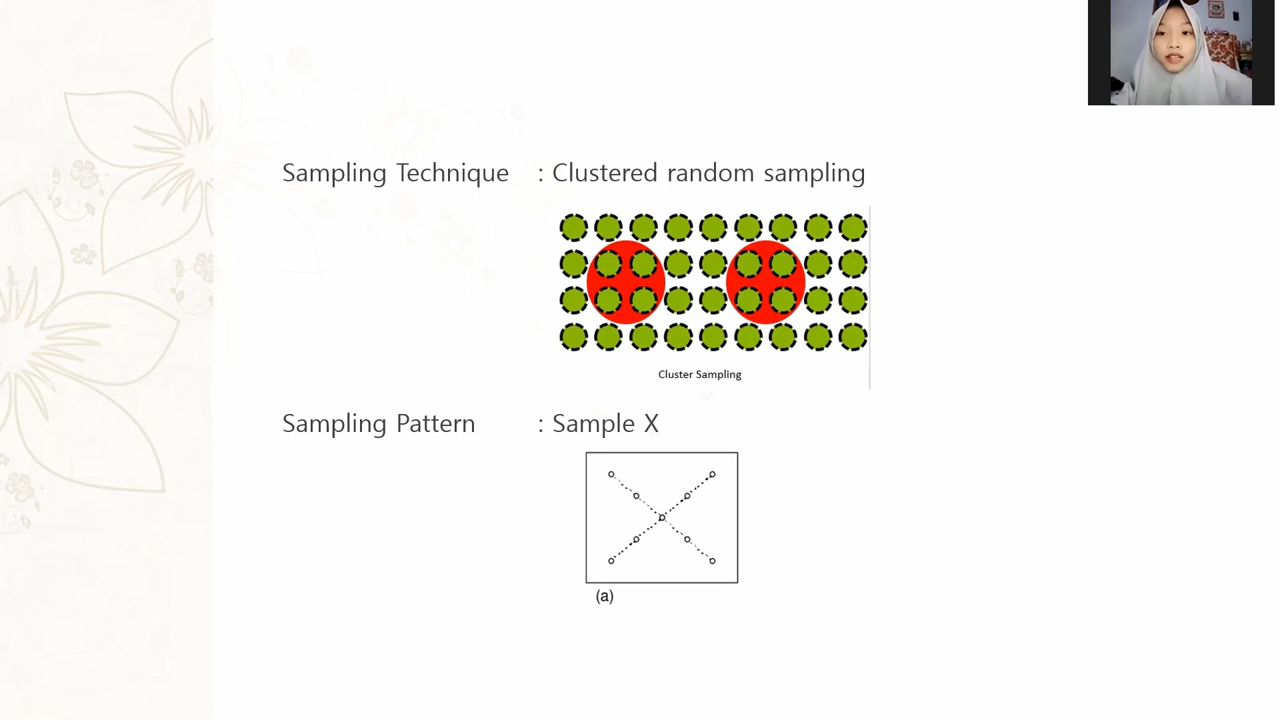 Sampling Technique : Clustered random sampling
Cluster Sampling
Sampling Pattern : Sample X
(a)